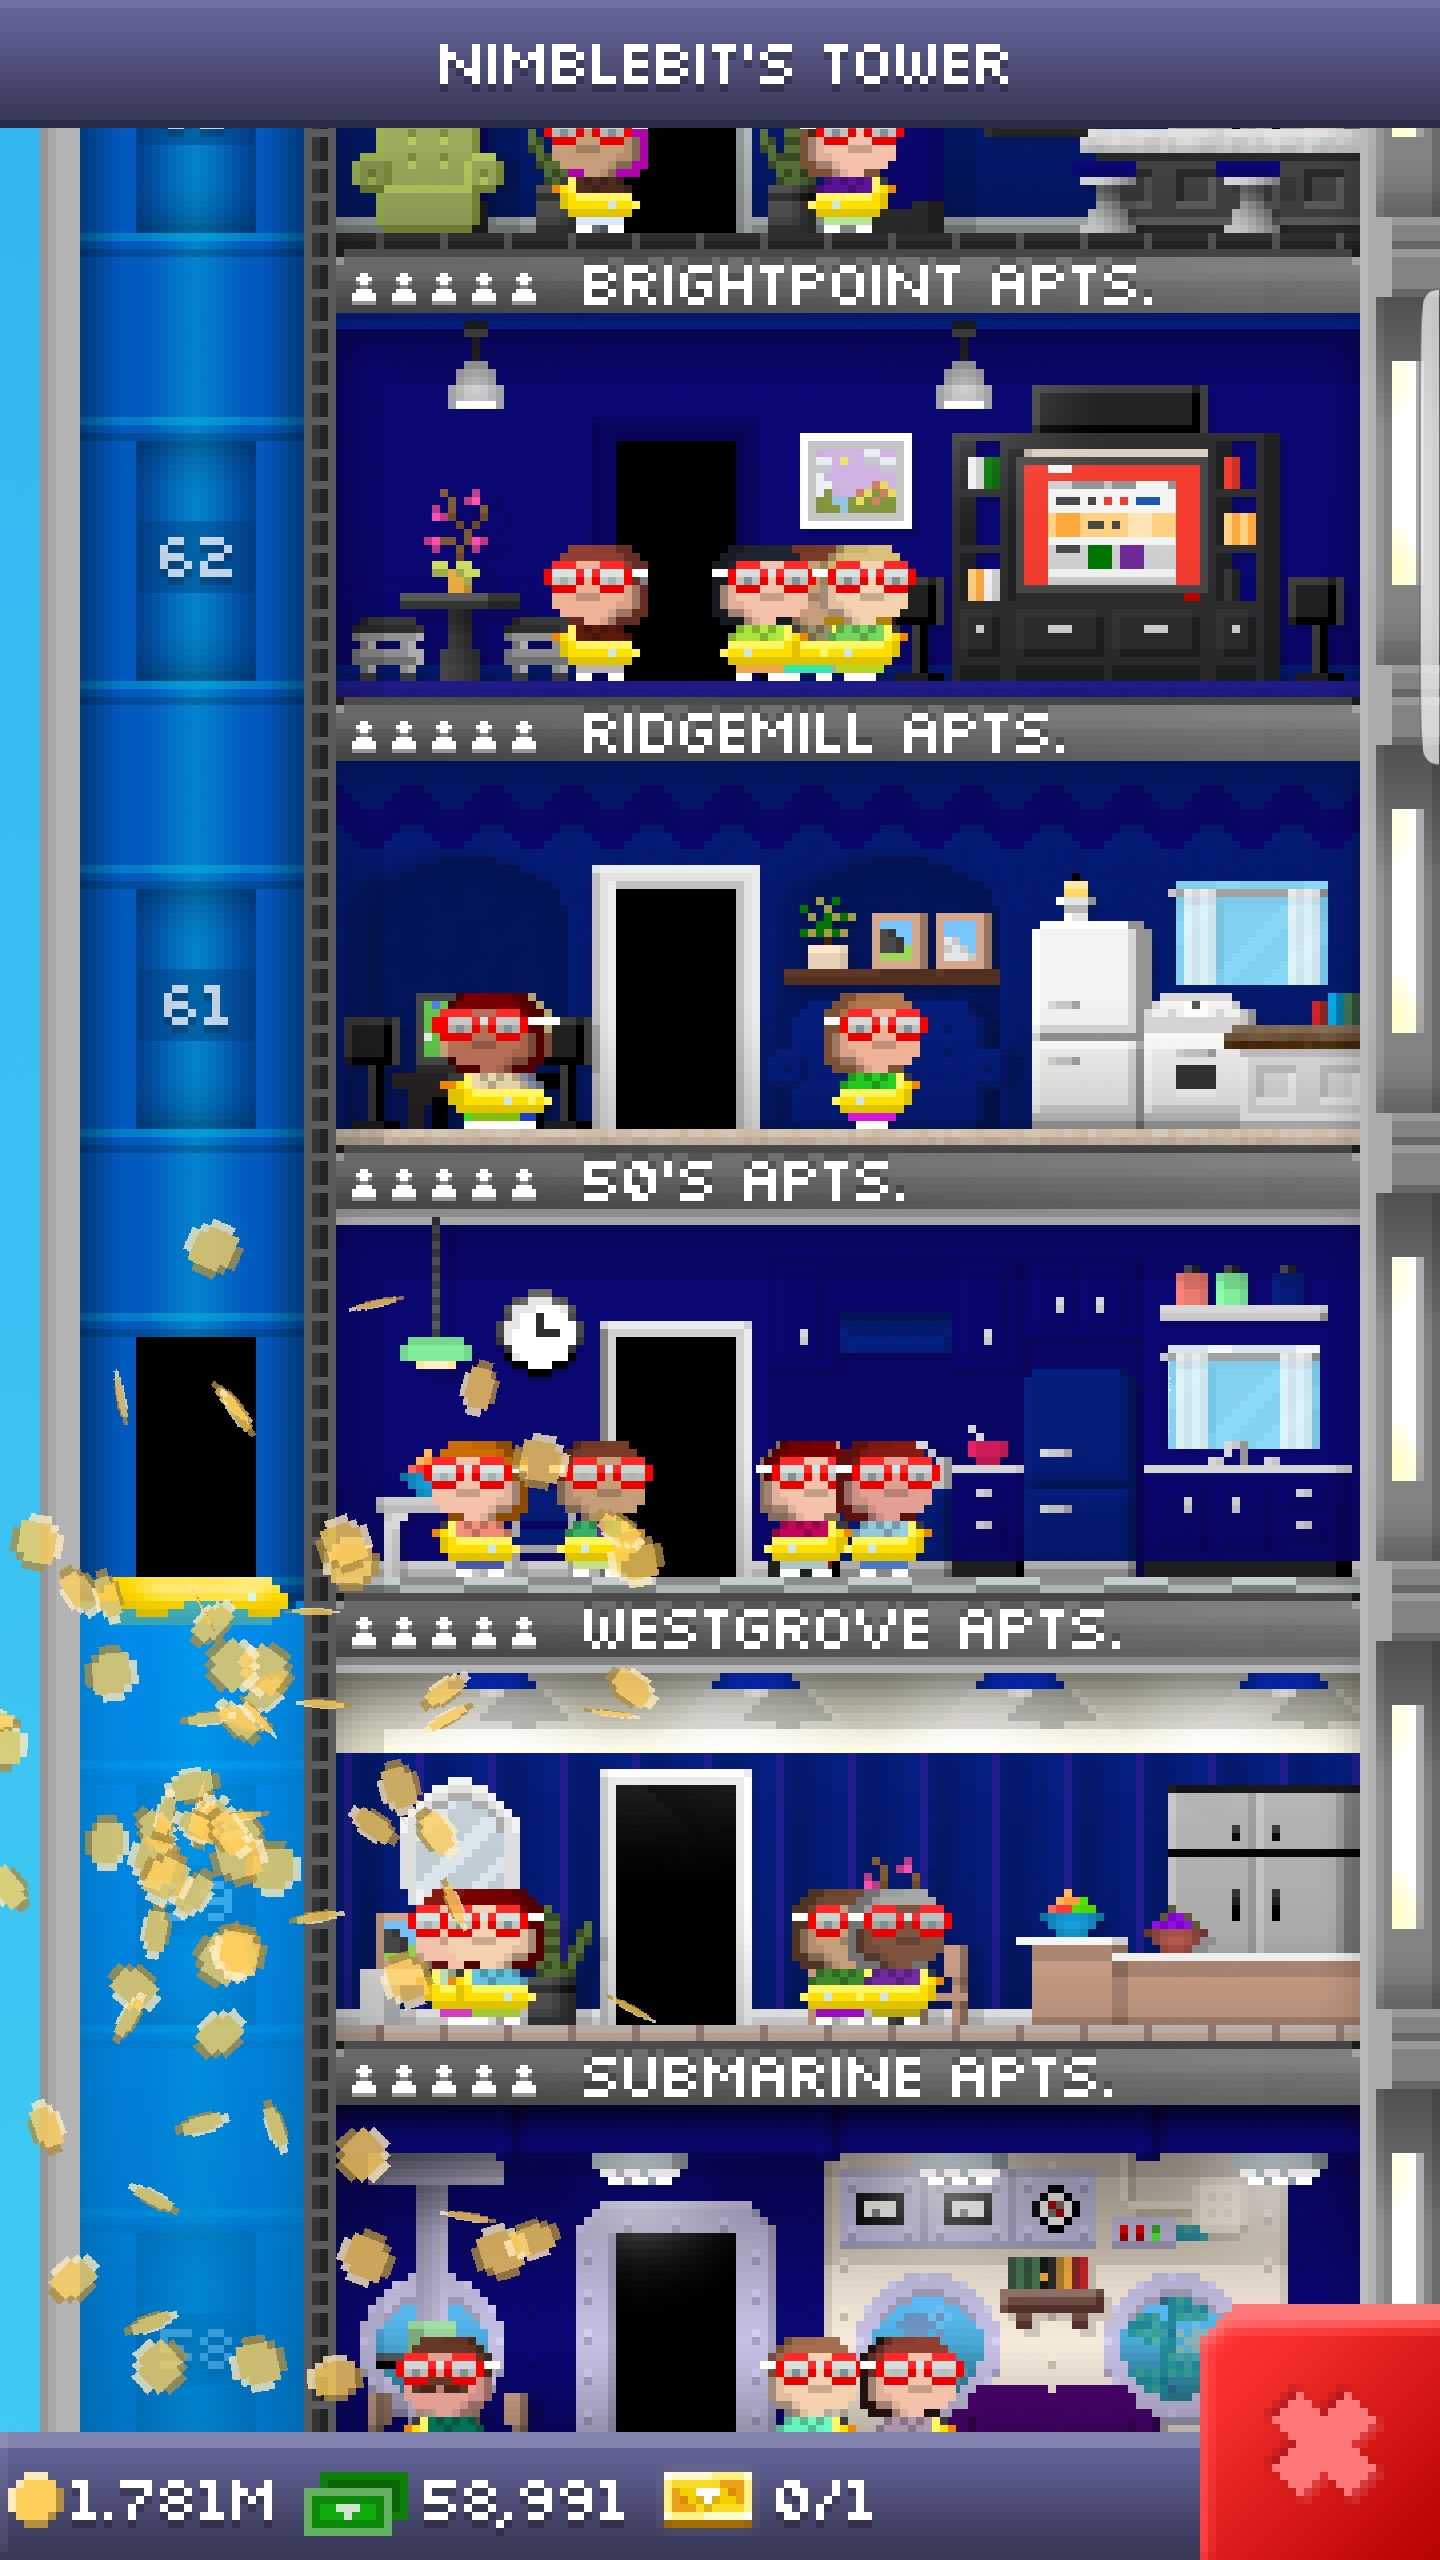 NIMBLEBIT'S TOWER
BRIGHTPOINT APTS.
62
RIDGEMILL APTS.
61
50'S APTS.
WESTGROVE APTS.
SUBMARINE APTS.
58
1.781M 58,991 0/1